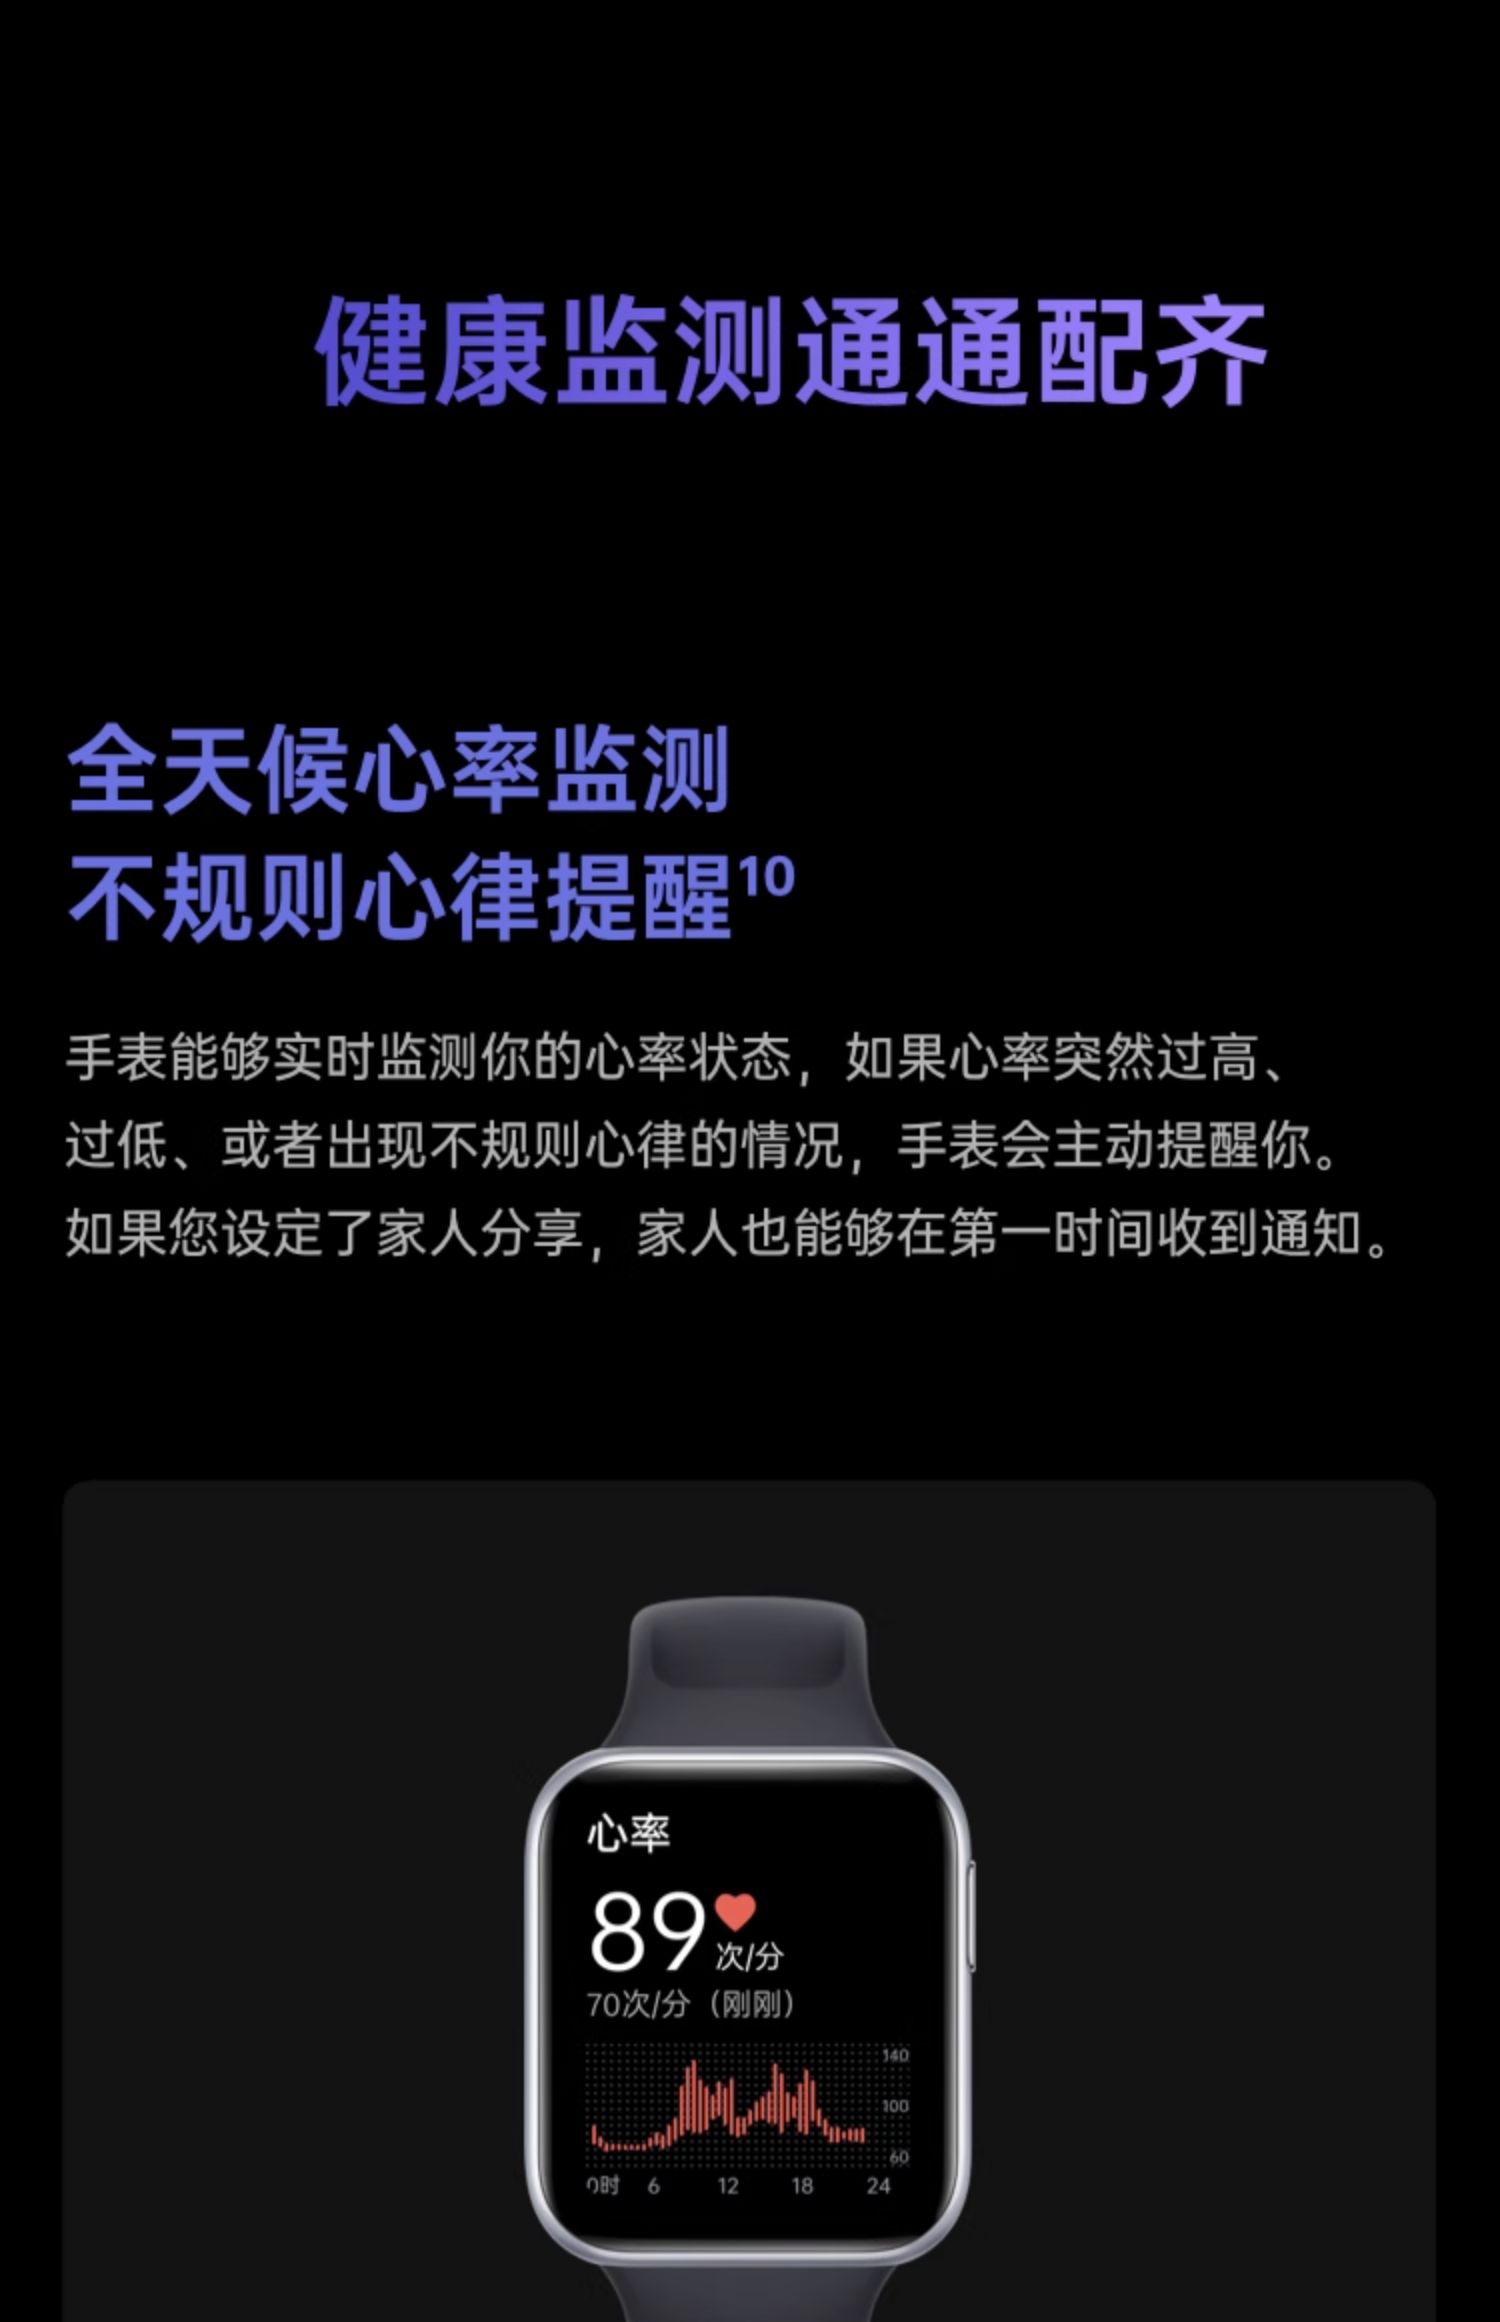 健康监测通通配齐
全天候心率监测
不规则心律提醒10
手表能够实时监测你的心率状态，如果心率突然过高、
过低、或者出现不规则心律的情况，手表会主动提醒你。
如果您设定了家人分享，家人也能够在第一时间收到通知。
心率
89
次/分
70次/分（刚刚）
140
100
60
0时 6 12 18 24